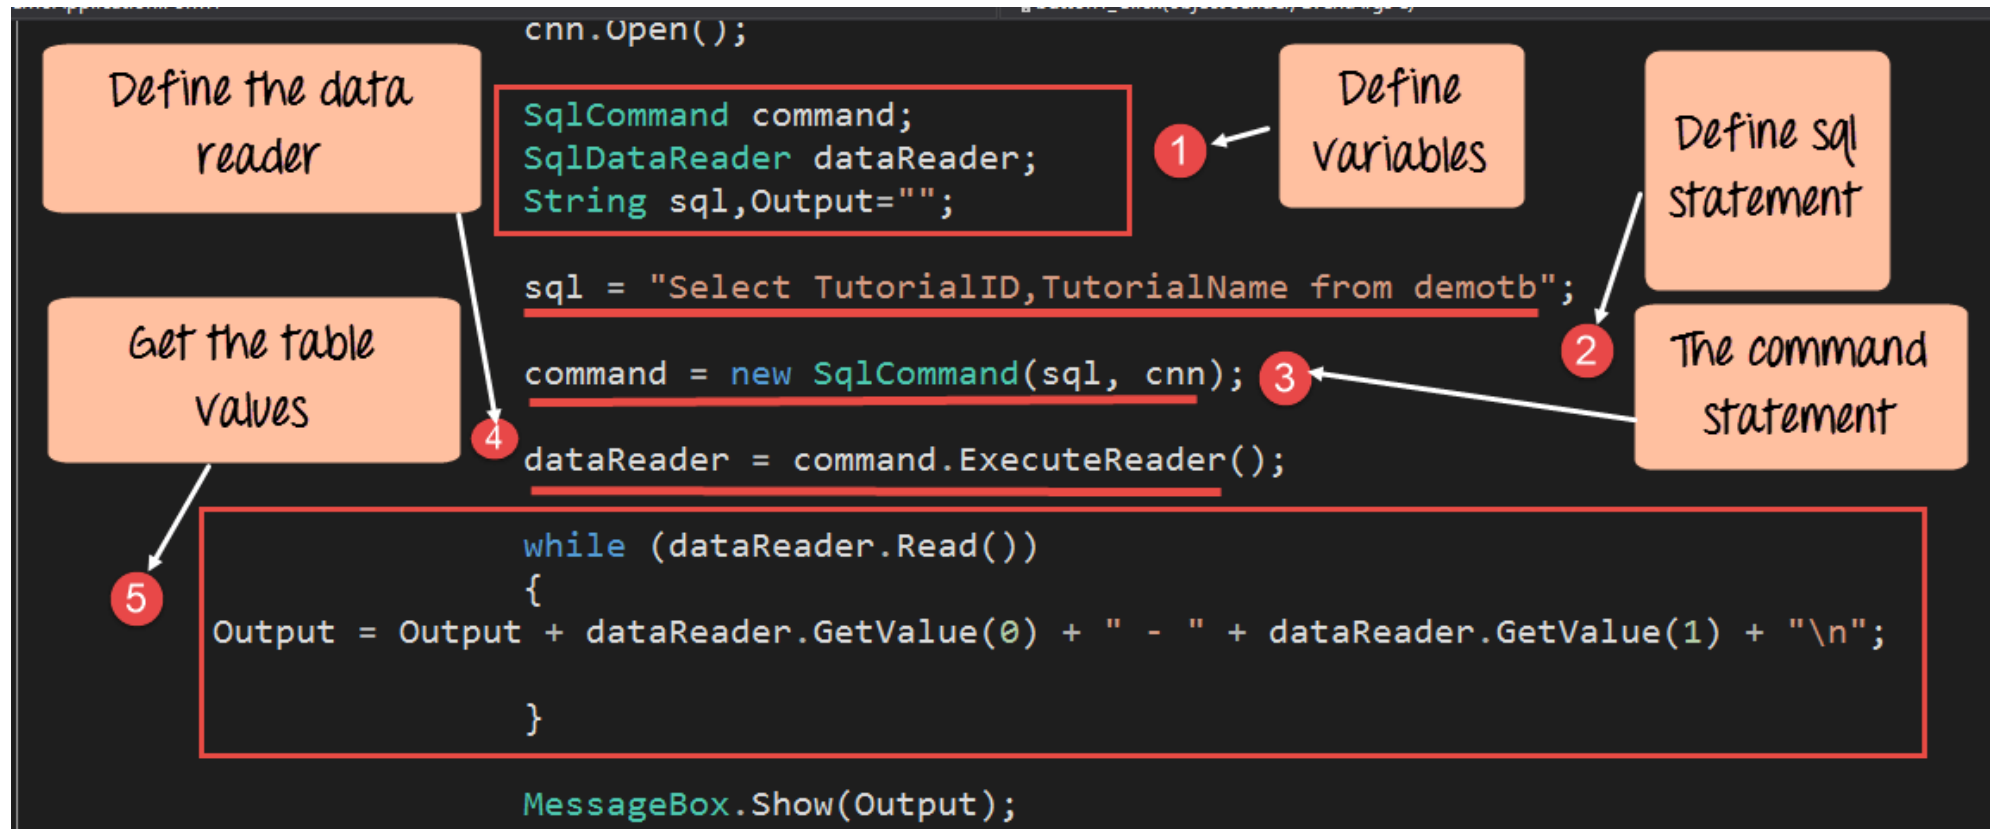 cnn.Open();
Define the data
reader
Define
variables
Define sql
statement
SqlCommand command;
SqlDataReader dataReader;
String sql,Output="";
1
sql = "Select TutorialID,TutorialName from demotb";
2
Get the table
values
The command
statement
command = new SqlCommand(sql, cnn);
3
4
dataReader = command.ExecuteReader();
5
while (dataReader.Read())
{
Output = Output + dataReader.GetValue(0) + " - " + dataReader.GetValue(1) + "\n";
}
MessageBox.Show(Output);